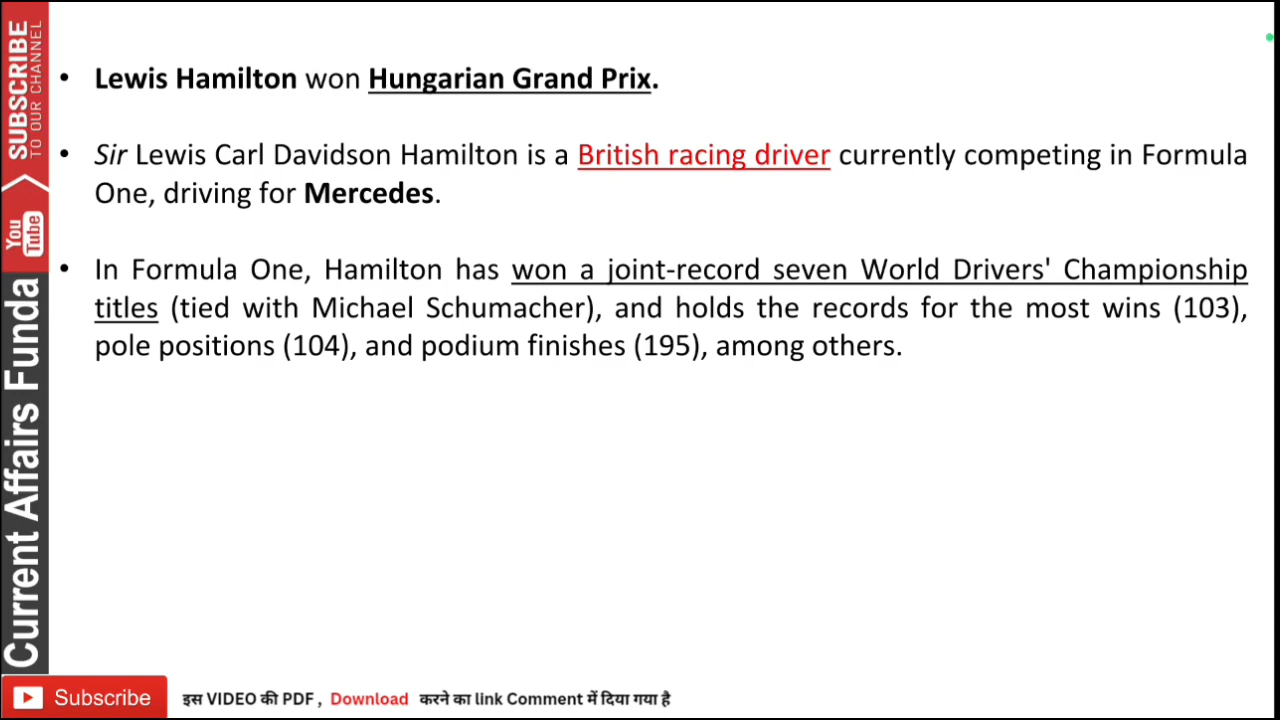 SUBSCRIBE
TO OUR CHANNEL
You
Tube
Current Affairs Funda
• Lewis Hamilton won Hungarian Grand Prix.
• Sir Lewis Carl Davidson Hamilton is a British racing driver currently competing in Formula
One, driving for Mercedes.
• In Formula One, Hamilton has won a joint-record seven World Drivers' Championship
titles (tied with Michael Schumacher), and holds the records for the most wins (103),
pole positions (104), and podium finishes (195), among others.
Subscribe इस VIDEO की PDF , Download करने का link Comment में दिया गया है